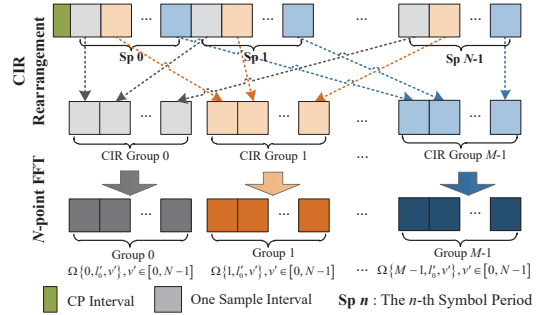 CIR Rearrangement
...
...
...
...
Sp 0
Sp 1
Sp N-1
...
...
...
...
CIR Group 0
CIR Group 1
...
CIR Group M-1
N-point FFT
...
...
...
...
Group 0
Group 1
Group M-1
Ω{0,l′₀,v′}, v′∈[0,N−1]
Ω{1,l′₀,v′}, v′∈[0,N−1]
...
Ω{M−1,l′₀,v′}, v′∈[0,N−1]
CP Interval
One Sample Interval
Sp n : The n-th Symbol Period